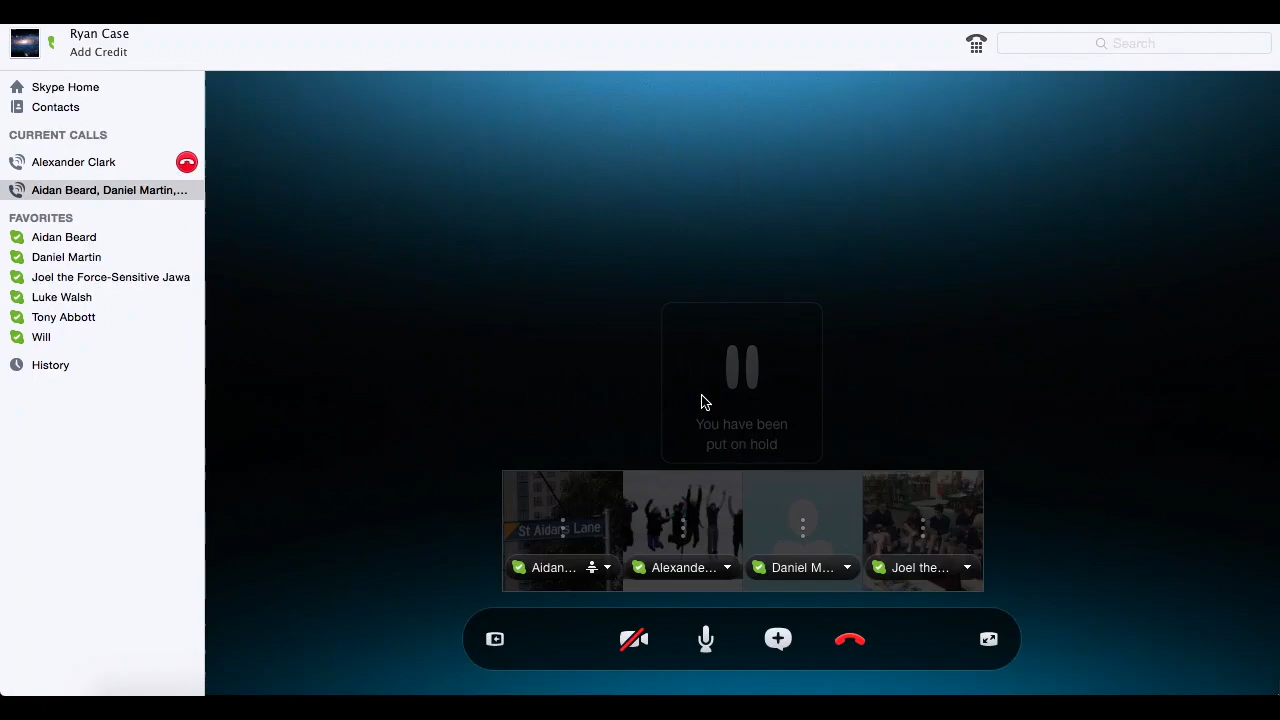 Ryan Case
Add Credit
Search
Skype Home
Contacts
CURRENT CALLS
Alexander Clark
Aidan Beard, Daniel Martin,...
FAVORITES
Aidan Beard
Daniel Martin
Joel the Force-Sensitive Jawa
Luke Walsh
Tony Abbott
Will
History
You have been
put on hold
St Aidans Lane
Aidan...
Alexande...
Daniel M...
Joel the...